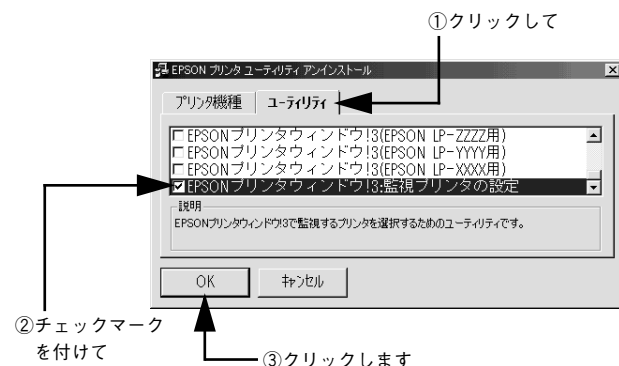 ①クリックして
EPSON プリンタ ユーティリティ アンインストール
プリンタ機種 ユーティリティ
EPSONプリンタウィンドウ!3(EPSON LP-ZZZZ用)
EPSONプリンタウィンドウ!3(EPSON LP-YYYY用)
EPSONプリンタウィンドウ!3(EPSON LP-XXXX用)
EPSONプリンタウィンドウ!3:監視プリンタの設定
説明
EPSONプリンタウィンドウ!3で監視するプリンタを選択するためのユーティリティです。
OK キャンセル
②チェックマーク
を付けて
③クリックします